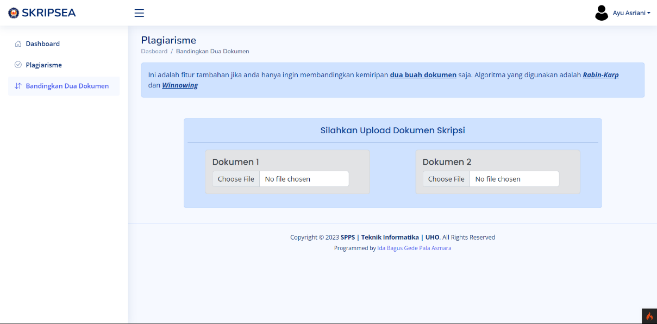 SKRIPSEA
Ayu Asriani
Dashboard
Plagiarisme
Bandingkan Dua Dokumen
Plagiarisme
Dashboard / Bandingkan Dua Dokumen
Ini adalah fitur tambahan jika anda hanya ingin membandingkan kemiripan dua buah dokumen saja. Algoritma yang digunakan adalah Rabin-Karp
dan Winnowing
Silahkan Upload Dokumen Skripsi
Dokumen 1
Choose File No file chosen
Dokumen 2
Choose File No file chosen
Copyright © 2023 SPPS | Teknik Informatika | UHO. All Rights Reserved
Programmed by Ida Bagus Gede Pala Asmara